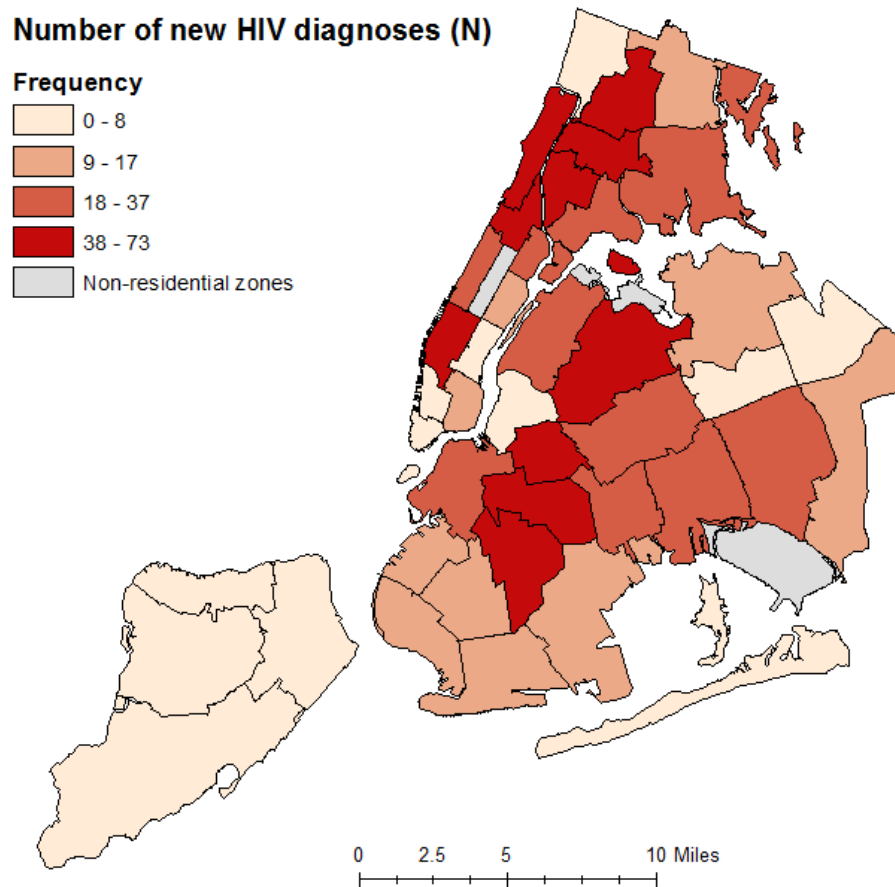 Number of new HIV diagnoses (N)
Frequency
0 - 8
9 - 17
18 - 37
38 - 73
Non-residential zones
0 2.5 5 10 Miles